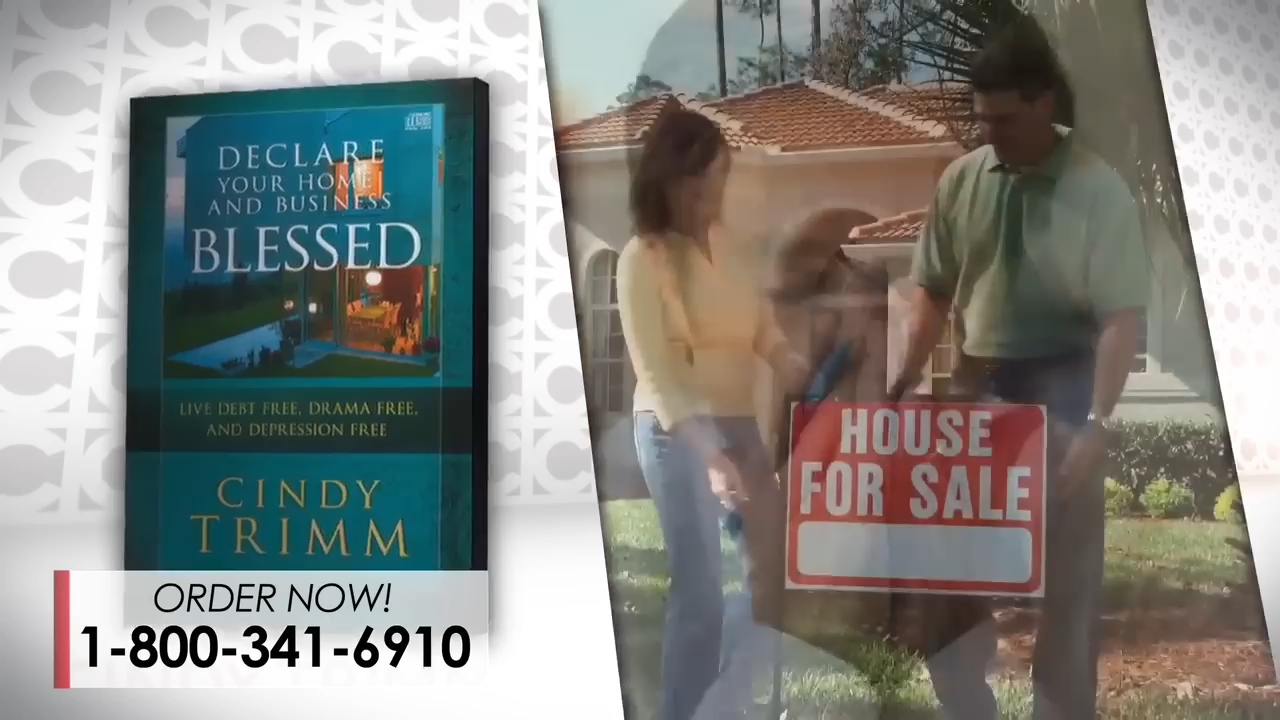 DECLARE
YOUR HOME
AND BUSINESS
BLESSED
LIVE DEBT FREE, DRAMA FREE,
AND DEPRESSION FREE
CINDY
TRIMM
ORDER NOW!
1-800-341-6910
HOUSE
FOR SALE